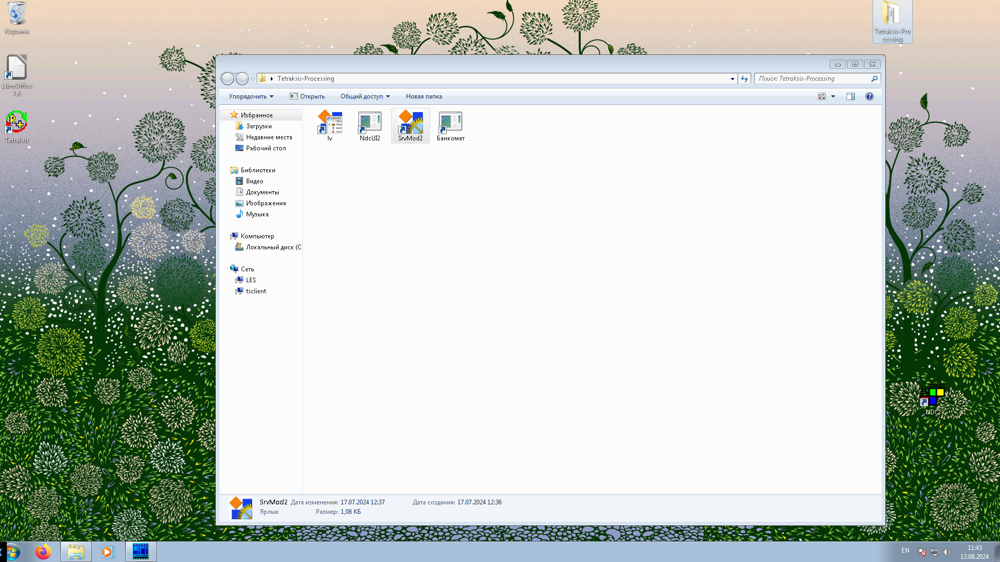 Корзина
LibreOffice
7.6
Tetraksis
Tetraksis-Pro
cessing
Tetraksis-Processing
Поиск: Tetraksis-Processing
Упорядочить
Открыть
Общий доступ
Новая папка
Избранное
Загрузки
Недавние места
Рабочий стол
Библиотеки
Видео
Документы
Изображения
Музыка
Компьютер
Локальный диск (C
Сеть
LES
tsclient
lv
NdcUI2
SrvMod2
Банкомат
NDC
SrvMod2 Дата изменения: 17.07.2024 12:37 Дата создания: 17.07.2024 12:36
Ярлык Размер: 1,08 КБ
EN
11:43
13.08.2024